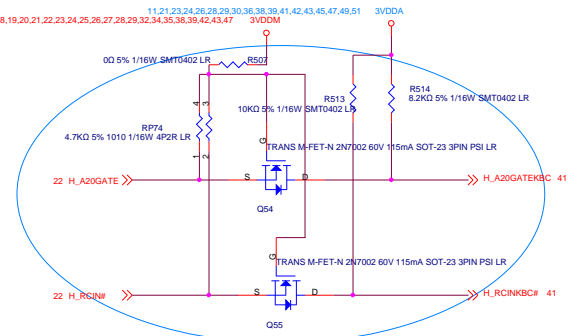 11,21,23,24,26,28,29,30,36,38,39,41,42,43,45,47,49,51 3VDDA
8,19,20,21,22,23,24,25,26,27,28,29,32,34,35,38,39,42,43,47 3VDDM
0Ω 5% 1/16W SMT0402 LR R507
R514
8.2KΩ 5% 1/16W SMT0402 LR
R513
10KΩ 5% 1/16W SMT0402 LR
4 3
RP74
4.7KΩ 5% 1010 1/16W 4P2R LR
1 2
G
TRANS M-FET-N 2N7002 60V 115mA SOT-23 3PIN PSI LR
22 H_A20GATE S D H_A20GATEKBC 41
Q54
G
TRANS M-FET-N 2N7002 60V 115mA SOT-23 3PIN PSI LR
22 H_RCIN# S D H_RCINKBC# 41
Q55